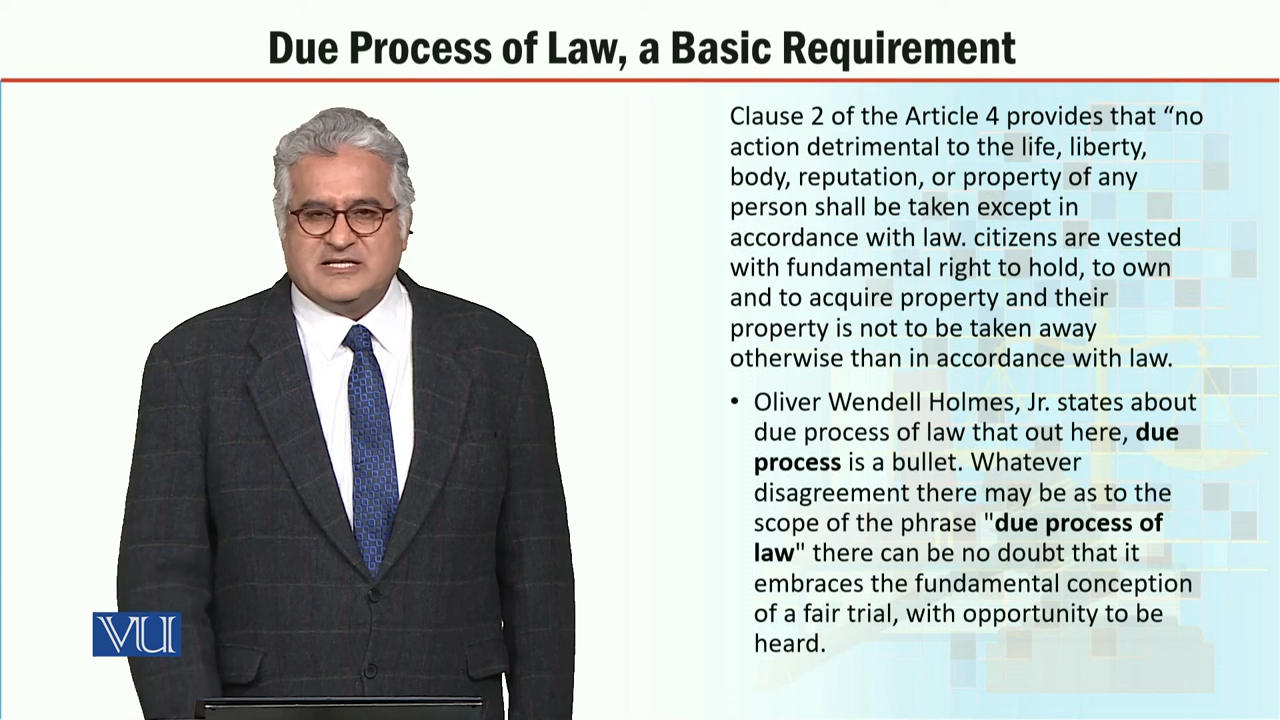 Due Process of Law, a Basic Requirement
Clause 2 of the Article 4 provides that “no
action detrimental to the life, liberty,
body, reputation, or property of any
person shall be taken except in
accordance with law. citizens are vested
with fundamental right to hold, to own
and to acquire property and their
property is not to be taken away
otherwise than in accordance with law.
• Oliver Wendell Holmes, Jr. states about
due process of law that out here, due
process is a bullet. Whatever
disagreement there may be as to the
scope of the phrase "due process of
law" there can be no doubt that it
embraces the fundamental conception
of a fair trial, with opportunity to be
heard.
VU